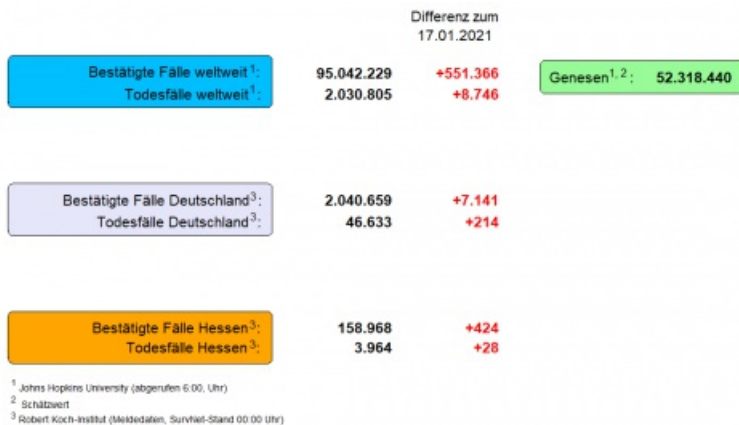 Differenz zum
17.01.2021
Bestätigte Fälle weltweit¹: 95.042.229 +551.366 Genesen¹,²: 52.318.440
Todesfälle weltweit¹: 2.030.805 +8.746
Bestätigte Fälle Deutschland³: 2.040.659 +7.141
Todesfälle Deutschland³: 46.633 +214
Bestätigte Fälle Hessen³: 158.968 +424
Todesfälle Hessen³: 3.964 +28
¹ Johns Hopkins University (abgerufen 6:00, Uhr)
² Schätzwert
³ Robert Koch-Institut (Meldedaten, SurvNet-Stand 00:00 Uhr)